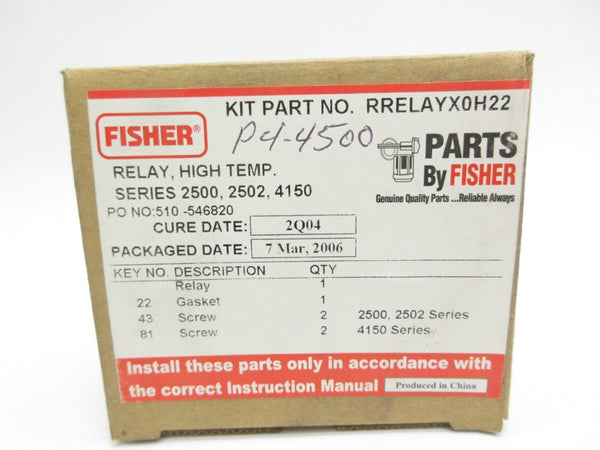 KIT PART NO. RRELAYX0H22
FISHER®
P4-4500
PARTS
By FISHER
Genuine Quality Parts ...Reliable Always
RELAY, HIGH TEMP.
SERIES 2500, 2502, 4150
PO NO:510 -546820
CURE DATE: 2Q04
PACKAGED DATE: 7 Mar, 2006
KEY NO. DESCRIPTION QTY
Relay 1
22 Gasket 1
43 Screw 2 2500, 2502 Series
81 Screw 2 4150 Series
Install these parts only in accordance with
the correct Instruction Manual Produced in China